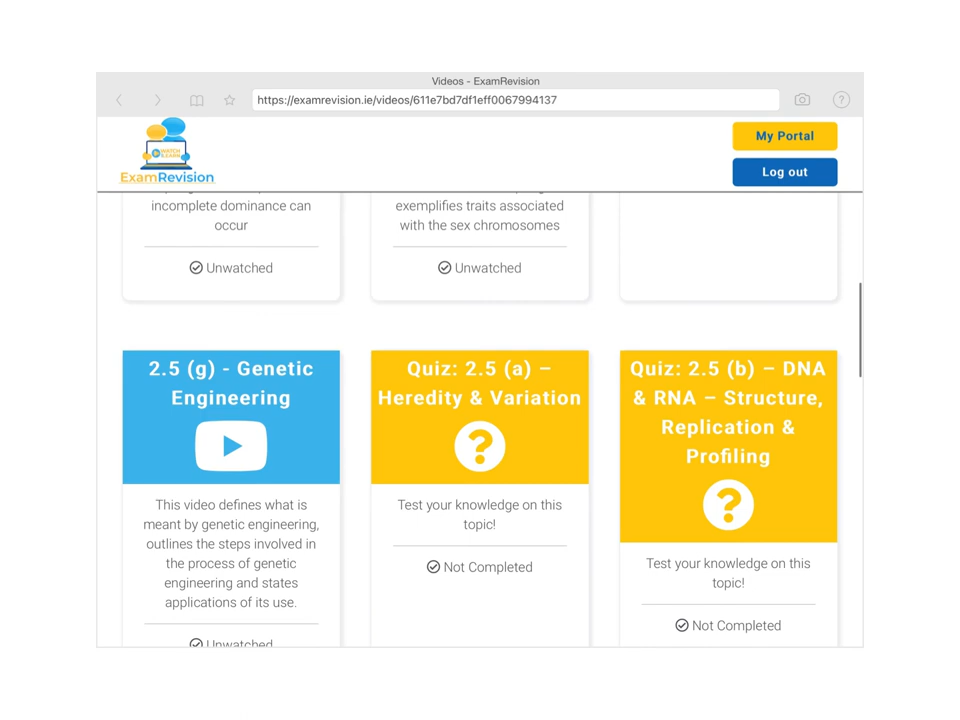 Videos - ExamRevision
https://examrevision.ie/videos/611e7bd7df1eff0067994137
?
WATCH
& LEARN
ExamRevision
My Portal
Log out
incomplete dominance can
occur
Unwatched
exemplifies traits associated
with the sex chromosomes
Unwatched
2.5 (g) - Genetic
Engineering
This video defines what is
meant by genetic engineering,
outlines the steps involved in
the process of genetic
engineering and states
applications of its use.
Unwatched
Quiz: 2.5 (a) –
Heredity & Variation
?
Test your knowledge on this
topic!
Not Completed
Quiz: 2.5 (b) – DNA
& RNA – Structure,
Replication &
Profiling
?
Test your knowledge on this
topic!
Not Completed